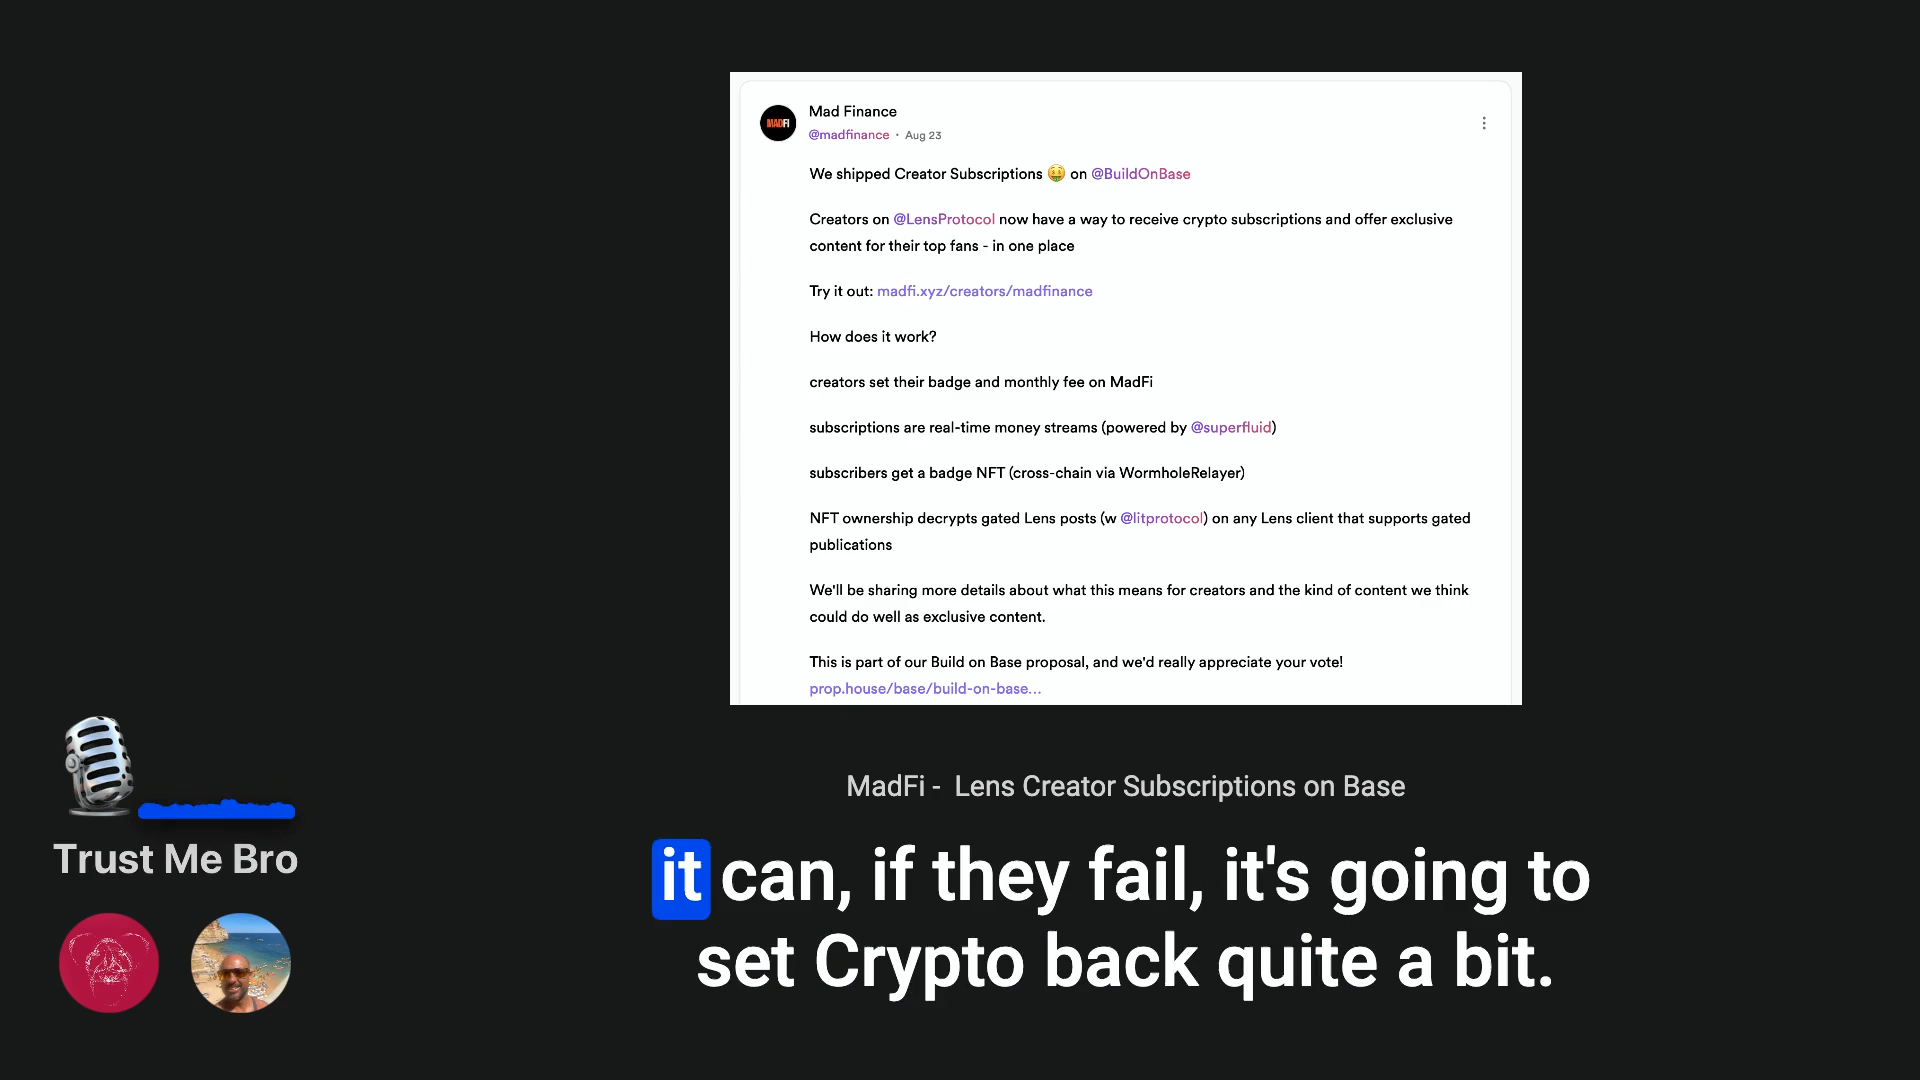 Mad Finance
MADFi
@madfinance · Aug 23
We shipped Creator Subscriptions 🤑 on @BuildOnBase
Creators on @LensProtocol now have a way to receive crypto subscriptions and offer exclusive
content for their top fans - in one place
Try it out: madfi.xyz/creators/madfinance
How does it work?
creators set their badge and monthly fee on MadFi
subscriptions are real-time money streams (powered by @superfluid)
subscribers get a badge NFT (cross-chain via WormholeRelayer)
NFT ownership decrypts gated Lens posts (w @litprotocol) on any Lens client that supports gated
publications
We'll be sharing more details about what this means for creators and the kind of content we think
could do well as exclusive content.
This is part of our Build on Base proposal, and we'd really appreciate your vote!
prop.house/base/build-on-base...
MadFi - Lens Creator Subscriptions on Base
Trust Me Bro
it can, if they fail, it's going to
set Crypto back quite a bit.